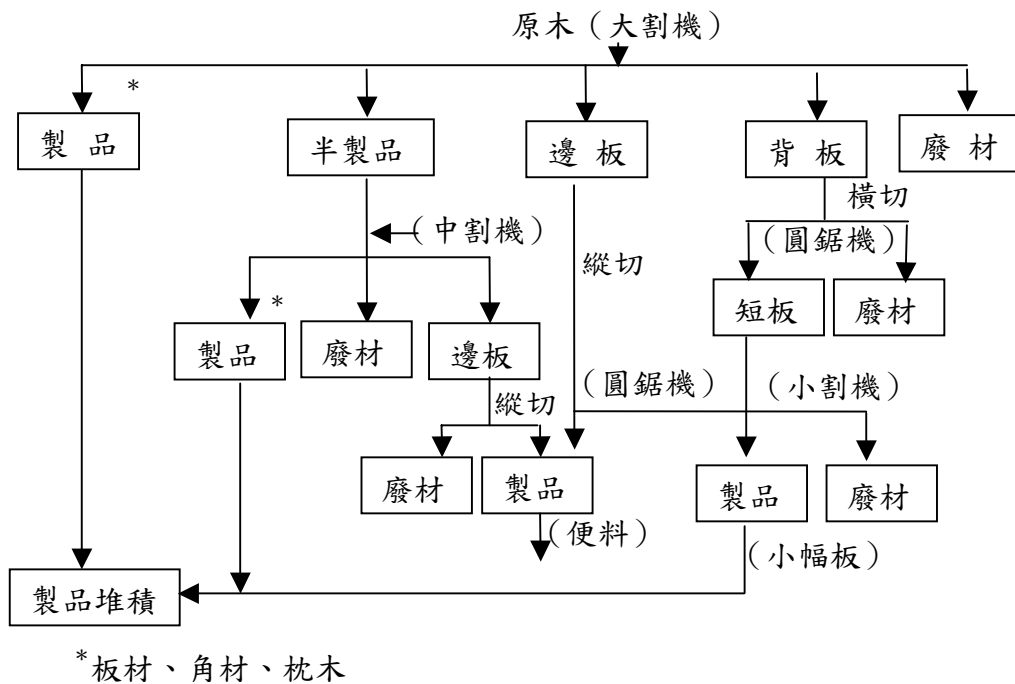 原木（大割機）
*
製 品
半製品
邊 板
背 板
廢 材
橫切
（中割機）
縱切
（圓鋸機）
*
製品
廢材
邊板
短板
廢材
縱切
（圓鋸機）
（小割機）
廢材
製品
製品
廢材
（便料）
（小幅板）
製品堆積
*板材、角材、枕木